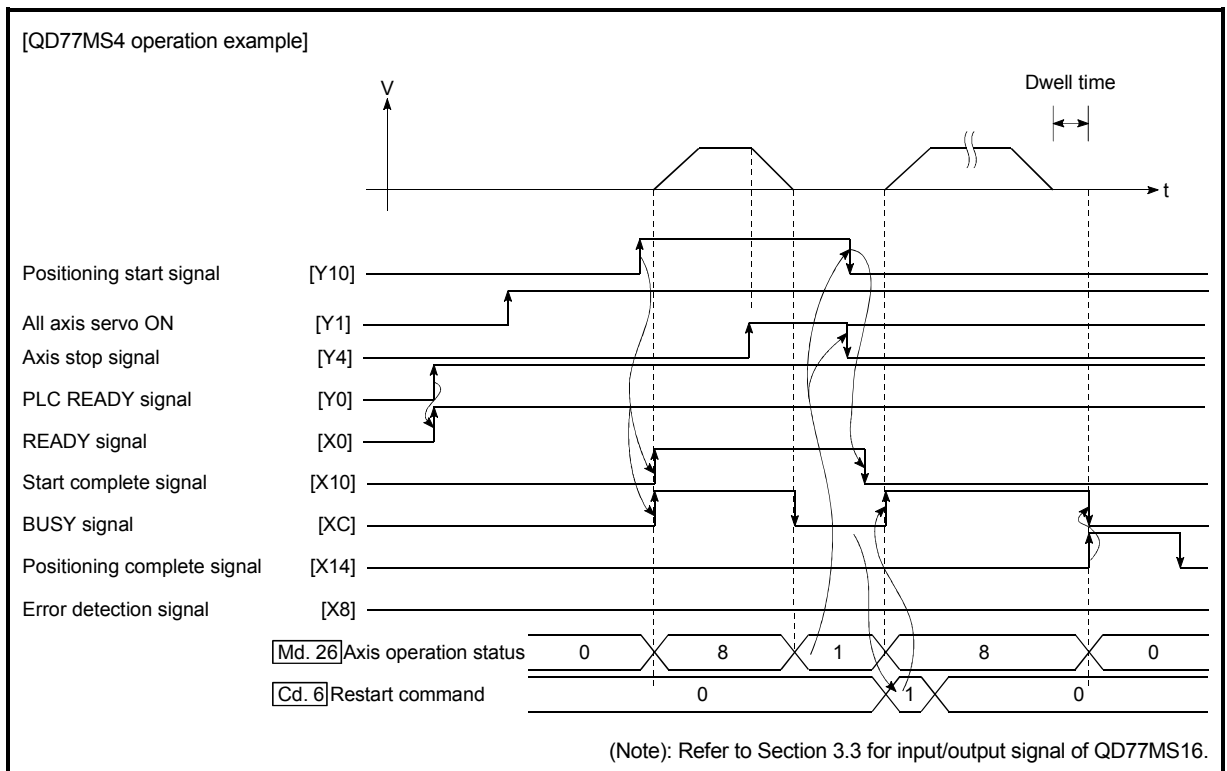 [QD77MS4 operation example]
V
Dwell time
t
Positioning start signal [Y10]
All axis servo ON [Y1]
Axis stop signal [Y4]
PLC READY signal [Y0]
READY signal [X0]
Start complete signal [X10]
BUSY signal [XC]
Positioning complete signal [X14]
Error detection signal [X8]
Md. 26 Axis operation status 0 8 1 8 0
Cd. 6 Restart command 0 1 0
(Note): Refer to Section 3.3 for input/output signal of QD77MS16.